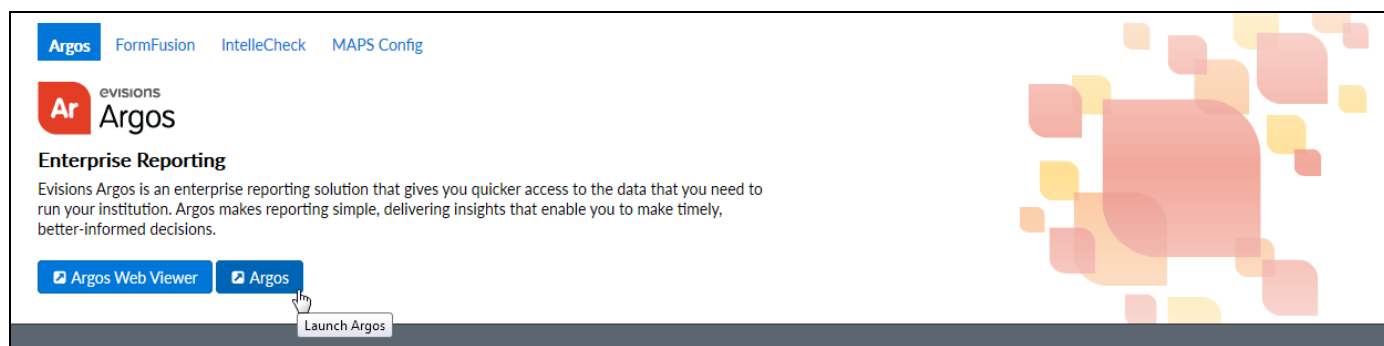 Argos FormFusion IntelleCheck MAPS Config
Ar evisions
Argos
Enterprise Reporting
Evisions Argos is an enterprise reporting solution that gives you quicker access to the data that you need to
run your institution. Argos makes reporting simple, delivering insights that enable you to make timely,
better-informed decisions.
Argos Web Viewer Argos
Launch Argos